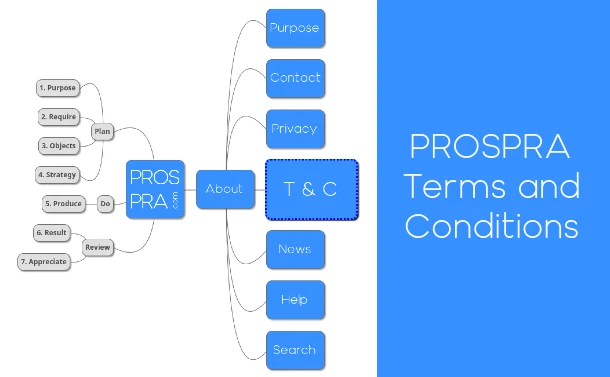 1. Purpose
2. Require
3. Objects
4. Strategy
Plan
5. Produce
Do
6. Result
7. Appreciate
Review
PROS
PRA.com
About
Purpose
Contact
Privacy
T & C
News
Help
Search
PROSPRA
Terms and
Conditions